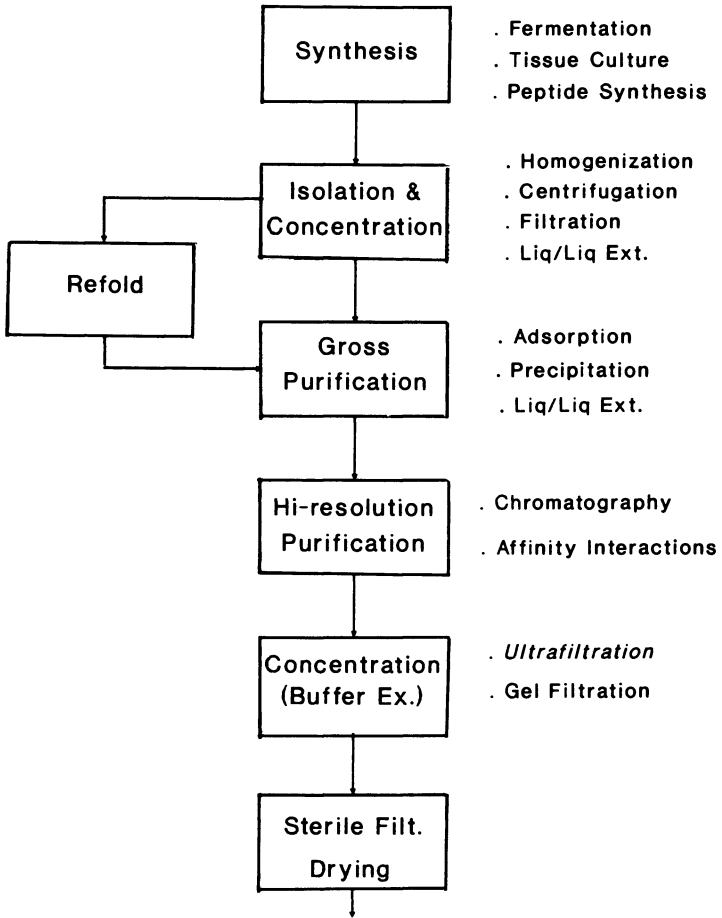 Synthesis
. Fermentation
. Tissue Culture
. Peptide Synthesis
Isolation &
Concentration
. Homogenization
. Centrifugation
. Filtration
. Liq/Liq Ext.
Refold
Gross
Purification
. Adsorption
. Precipitation
. Liq/Liq Ext.
Hi-resolution
Purification
. Chromatography
. Affinity Interactions
Concentration
(Buffer Ex.)
. Ultrafiltration
. Gel Filtration
Sterile Filt.
Drying